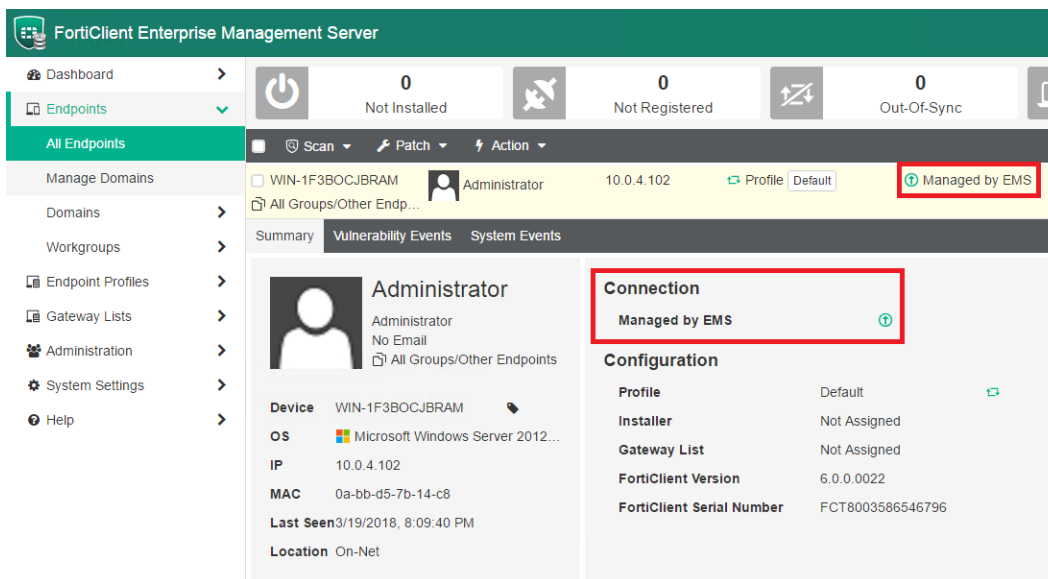 FortiClient Enterprise Management Server
Dashboard
Endpoints
All Endpoints
Manage Domains
Domains
Workgroups
Endpoint Profiles
Gateway Lists
Administration
System Settings
Help
0
Not Installed
0
Not Registered
0
Out-Of-Sync
Scan Patch Action
WIN-1F3BOCJBRAM Administrator 10.0.4.102 Profile Default Managed by EMS
All Groups/Other Endp...
Summary Vulnerability Events System Events
Administrator
Administrator
No Email
All Groups/Other Endpoints
Device WIN-1F3BOCJBRAM
OS Microsoft Windows Server 2012...
IP 10.0.4.102
MAC 0a-bb-d5-7b-14-c8
Last Seen 3/19/2018, 8:09:40 PM
Location On-Net
Connection
Managed by EMS
Configuration
Profile Default
Installer Not Assigned
Gateway List Not Assigned
FortiClient Version 6.0.0.0022
FortiClient Serial Number FCT8003586546796